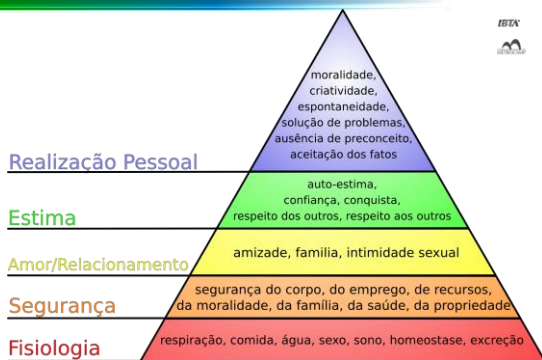 IBTA
METROCAMP
moralidade,
criatividade,
espontaneidade,
solução de problemas,
ausência de preconceito,
aceitação dos fatos
Realização Pessoal
auto-estima,
confiança, conquista,
respeito dos outros, respeito aos outros
Estima
amizade, familia, intimidade sexual
Amor/Relacionamento
segurança do corpo, do emprego, de recursos,
da moralidade, da família, da saúde, da propriedade
Segurança
respiração, comida, água, sexo, sono, homeostase, excreção
Fisiologia